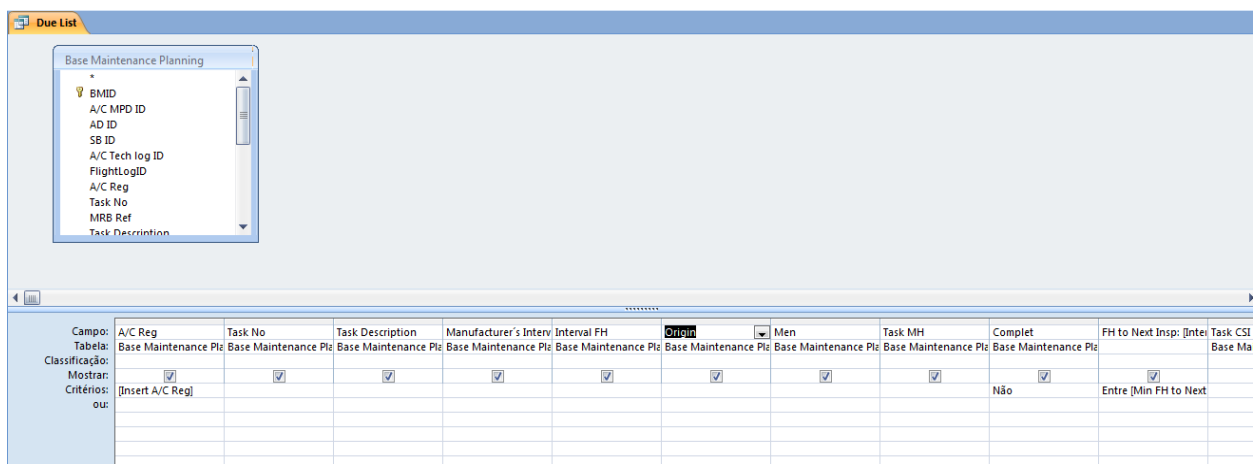 Due List
Base Maintenance Planning
*
BMID
A/C MPD ID
AD ID
SB ID
A/C Tech log ID
FlightLogID
A/C Reg
Task No
MRB Ref
Task Description
Campo: A/C Reg Task No Task Description Manufacturer´s Interv Interval FH Origin Men Task MH Complet FH to Next Insp: [Inter Task CSI
Tabela: Base Maintenance Pla Base Maintenance Pla Base Maintenance Pla Base Maintenance Pla Base Maintenance Pla Base Maintenance Pla Base Maintenance Pla Base Maintenance Pla Base Maintenance Pla Base Ma
Classificação:
Mostrar:
Critérios: [Insert A/C Reg] Não Entre [Min FH to Next
ou: